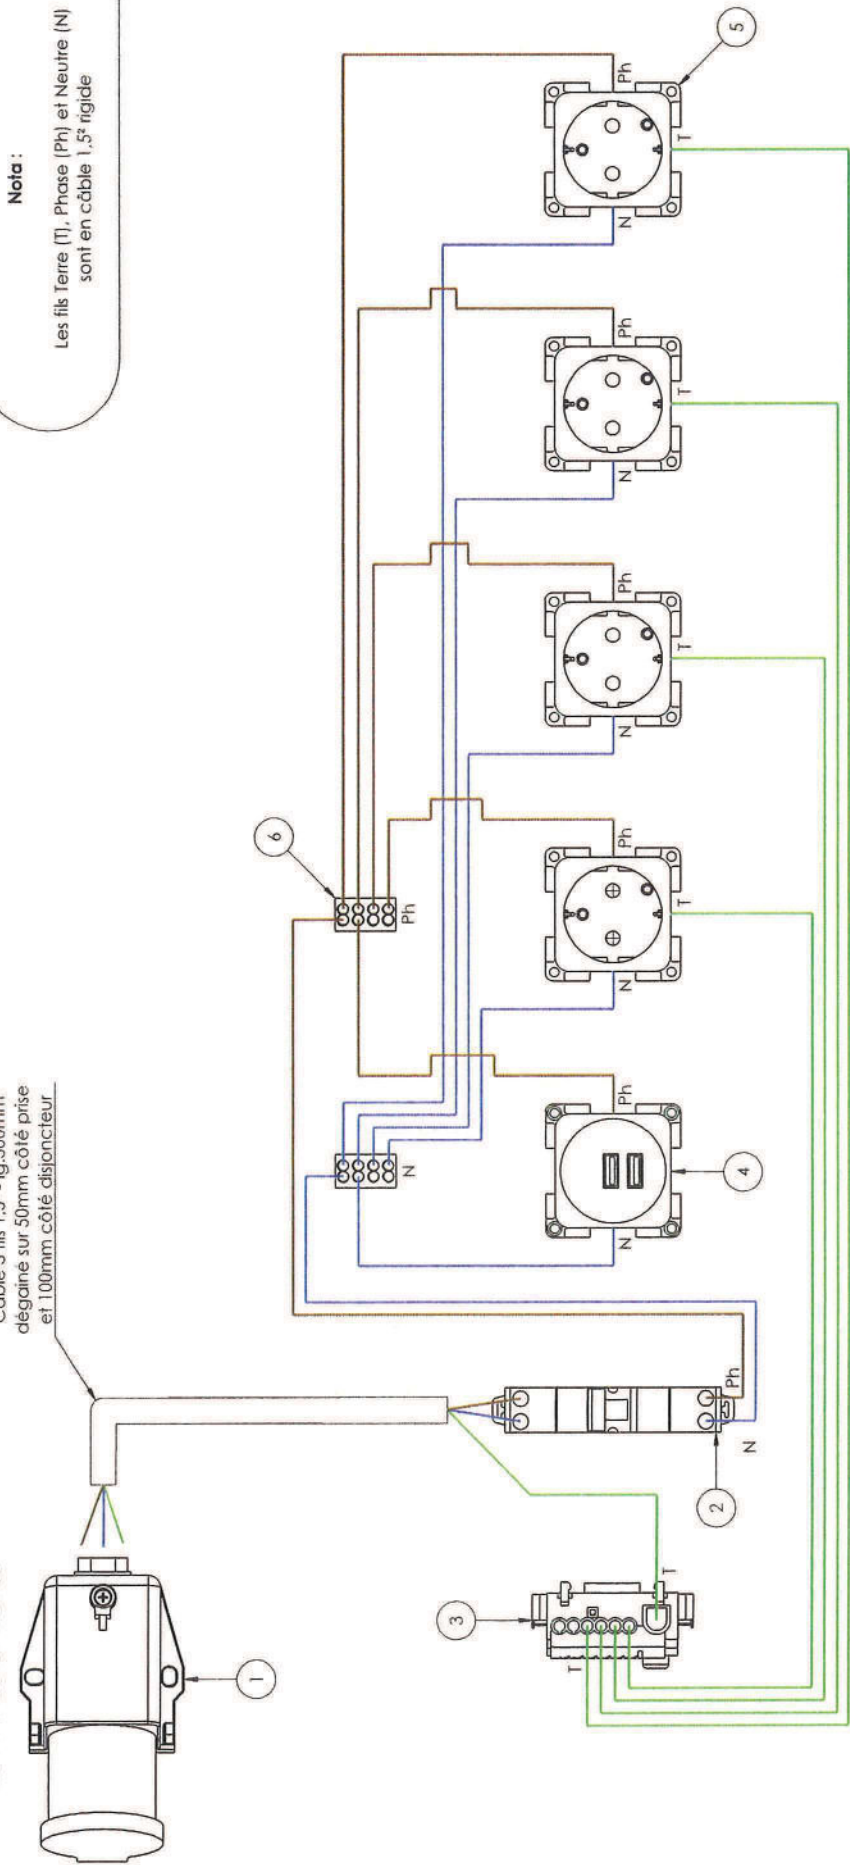 Nota :
Les fils Terre (T), Phase (Ph) et Neutre (N)
sont en câble 1,5² rigide
dégainé sur 50mm côté prise
et 100mm côté disjoncteur
1
2
3
4
5
6
N
Ph
T
T
N
Ph
N
Ph
N
Ph
T
N
Ph
T
N
Ph
T
N
Ph
T